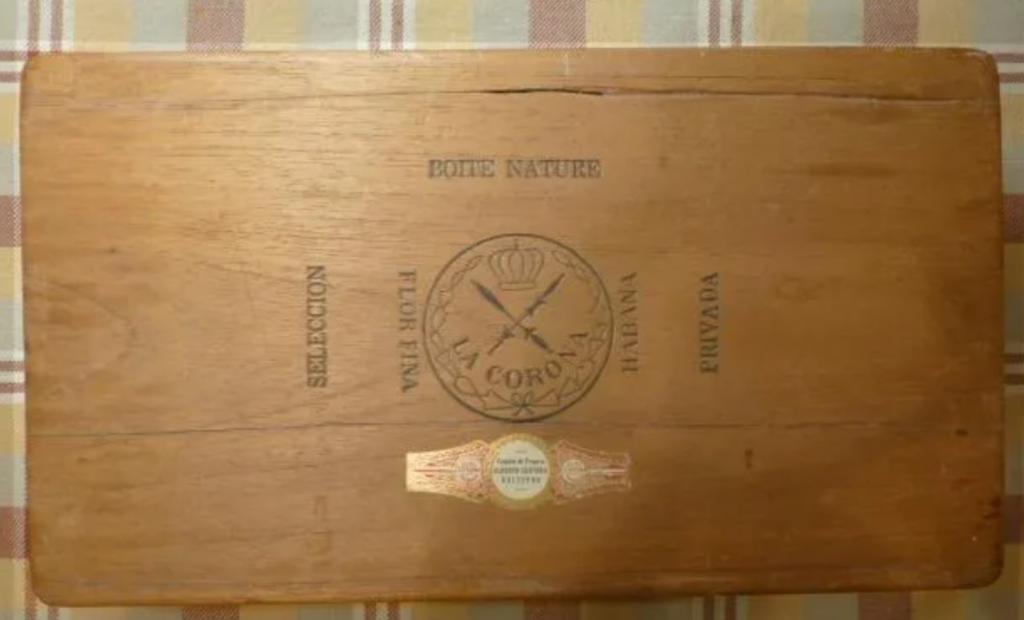 BOITE NATURE
SELECCION
FLOR FINA
LA CORONA
HABANA
PRIVADA